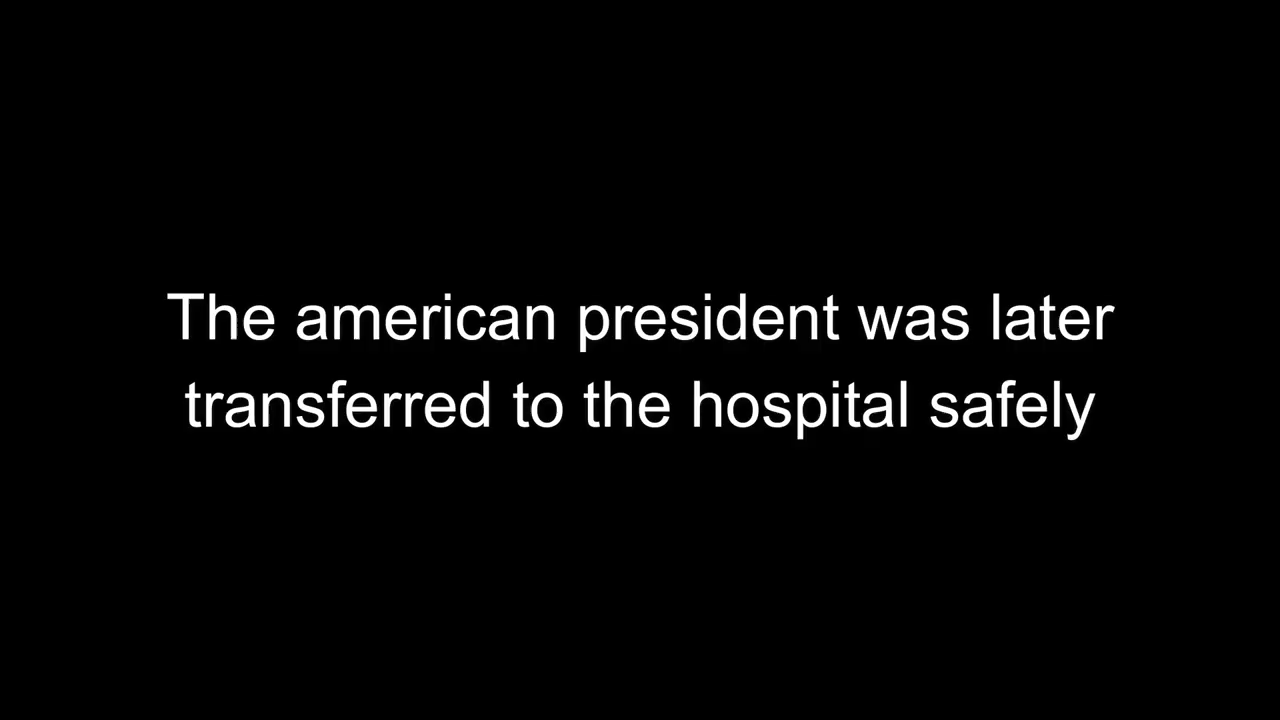 The american president was later
transferred to the hospital safely